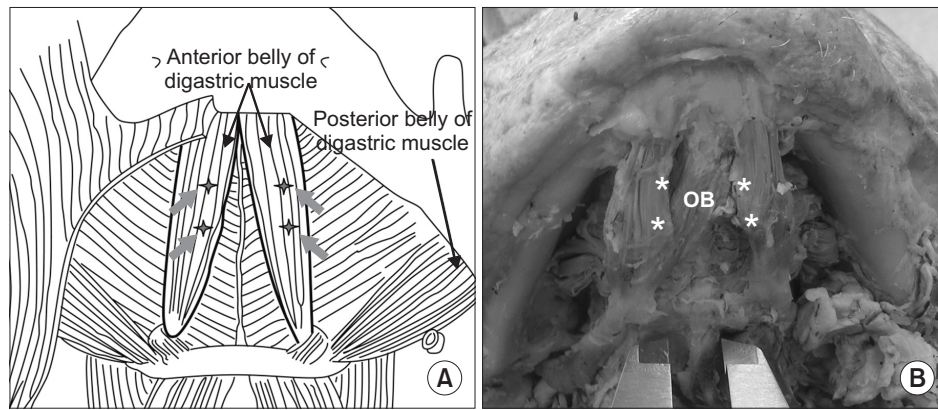 Anterior belly of
digastric muscle
Posterior belly of
digastric muscle
A
* *
OB
* *
B